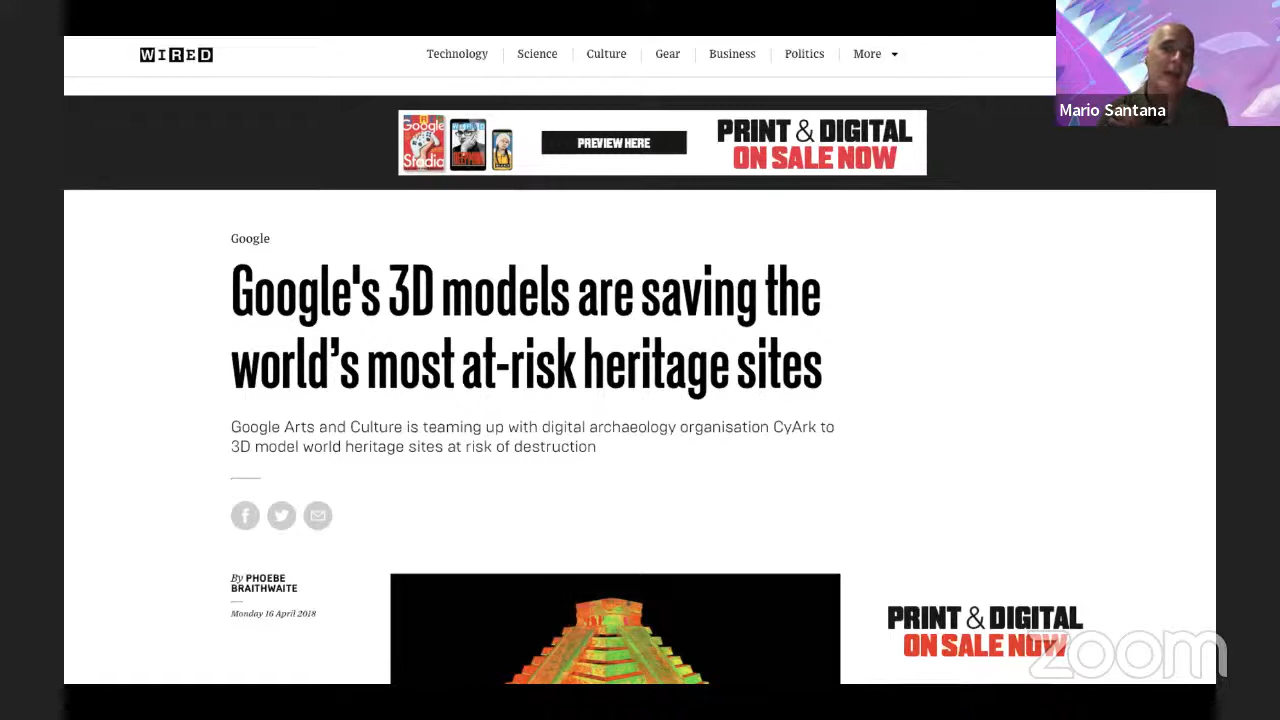 WIRED
Technology
Science
Culture
Gear
Business
Politics
More
Mario Santana
Google
Stadia
PREVIEW HERE
PRINT & DIGITAL
ON SALE NOW
Google
Google's 3D models are saving the
world’s most at-risk heritage sites
Google Arts and Culture is teaming up with digital archaeology organisation CyArk to
3D model world heritage sites at risk of destruction
By PHOEBE
BRAITHWAITE
Monday 16 April 2018
PRINT & DIGITAL
ON SALE NOW
zoom